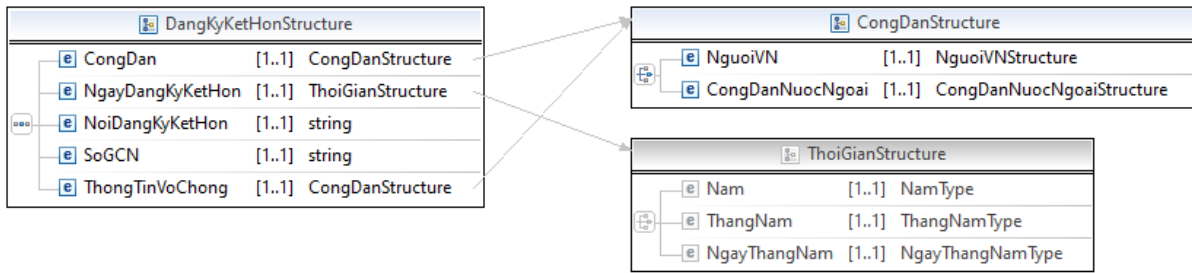 DangKyKetHonStructure
CongDan [1..1] CongDanStructure
NgayDangKyKetHon [1..1] ThoiGianStructure
NoiDangKyKetHon [1..1] string
SoGCN [1..1] string
ThongTinVoChong [1..1] CongDanStructure
CongDanStructure
NguoiVN [1..1] NguoiVNStructure
CongDanNuocNgoai [1..1] CongDanNuocNgoaiStructure
ThoiGianStructure
Nam [1..1] NamType
ThangNam [1..1] ThangNamType
NgayThangNam [1..1] NgayThangNamType